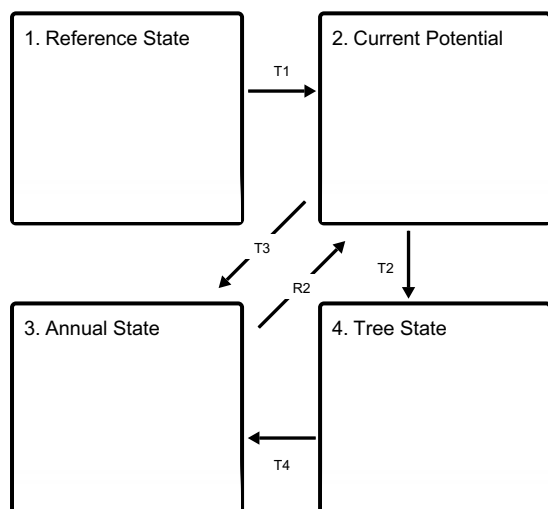 1. Reference State
T1
2. Current Potential
T3
R2
T2
3. Annual State
T4
4. Tree State